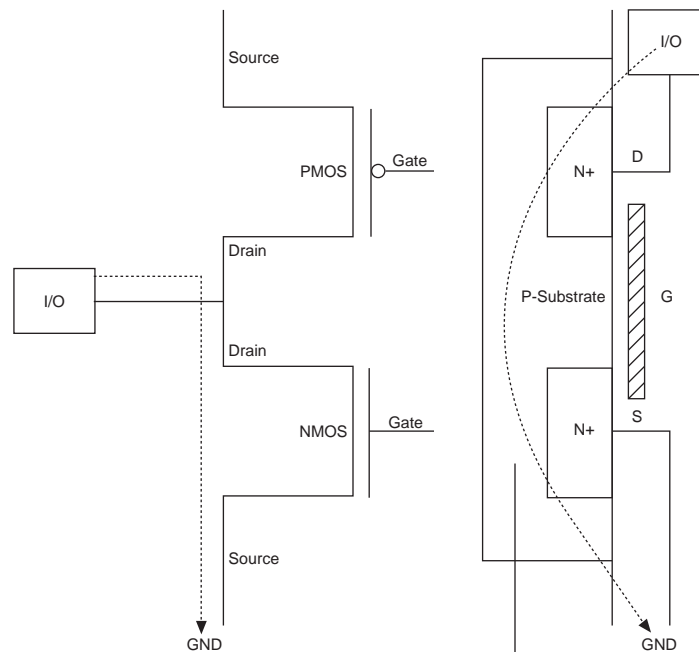 Source
PMOS
Gate
Drain
I/O
Drain
NMOS
Gate
Source
GND
I/O
D
N+
P-Substrate
G
S
N+
GND